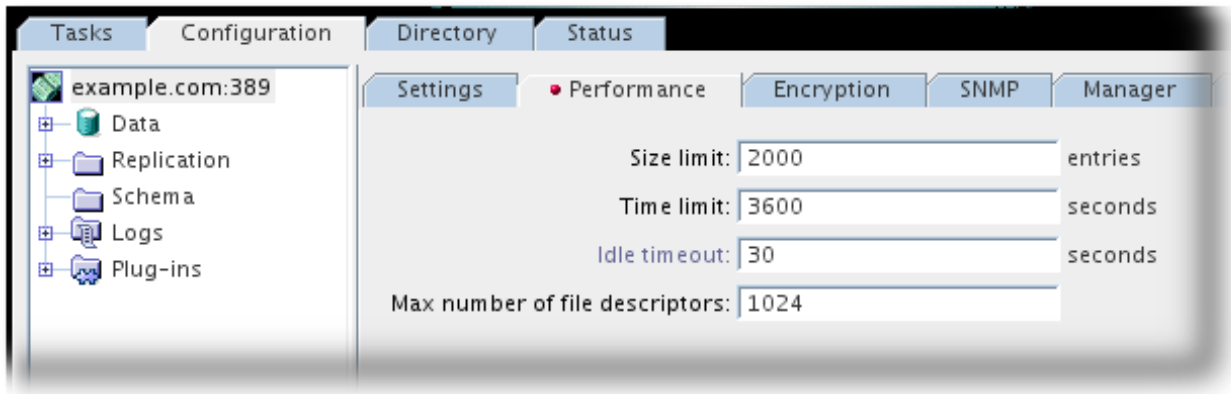 Tasks Configuration Directory Status
example.com:389
Data
Replication
Schema
Logs
Plug-ins
Settings Performance Encryption SNMP Manager
Size limit: 2000 entries
Time limit: 3600 seconds
Idle timeout: 30 seconds
Max number of file descriptors: 1024